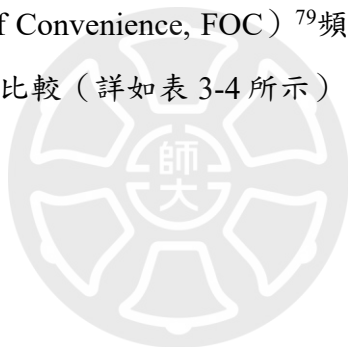 f Convenience, FOC）79頻
比較（詳如表 3-4 所示）
師大